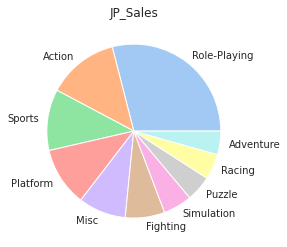 JP_Sales
Role-Playing
Action
Sports
Platform
Misc
Fighting
Simulation
Puzzle
Racing
Adventure